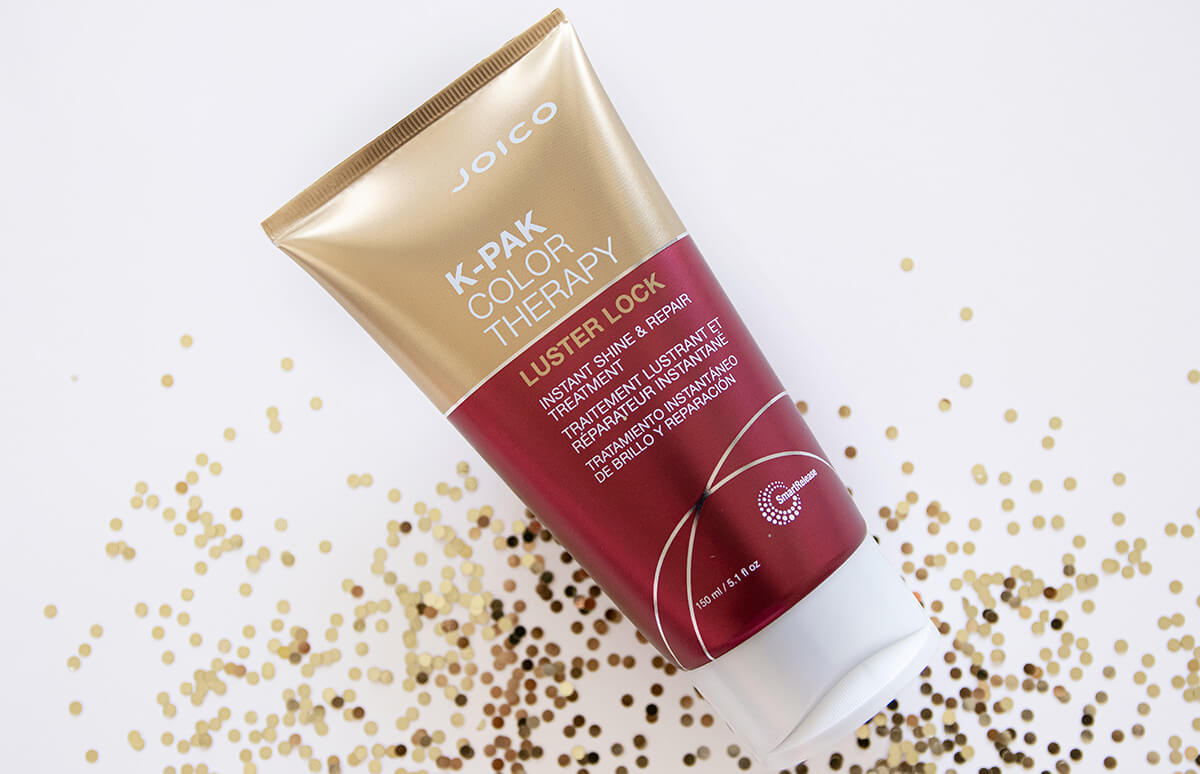 JOICO
K-PAK
COLOR
THERAPY
LUSTER LOCK
INSTANT SHINE & REPAIR
TREATMENT
TRAITEMENT LUSTRANT ET
RÉPARATEUR INSTANTANÉ
TRATAMIENTO INSTANTÁNEO
DE BRILLO Y REPARACIÓN
SmartRelease
150 ml / 5.1 fl oz